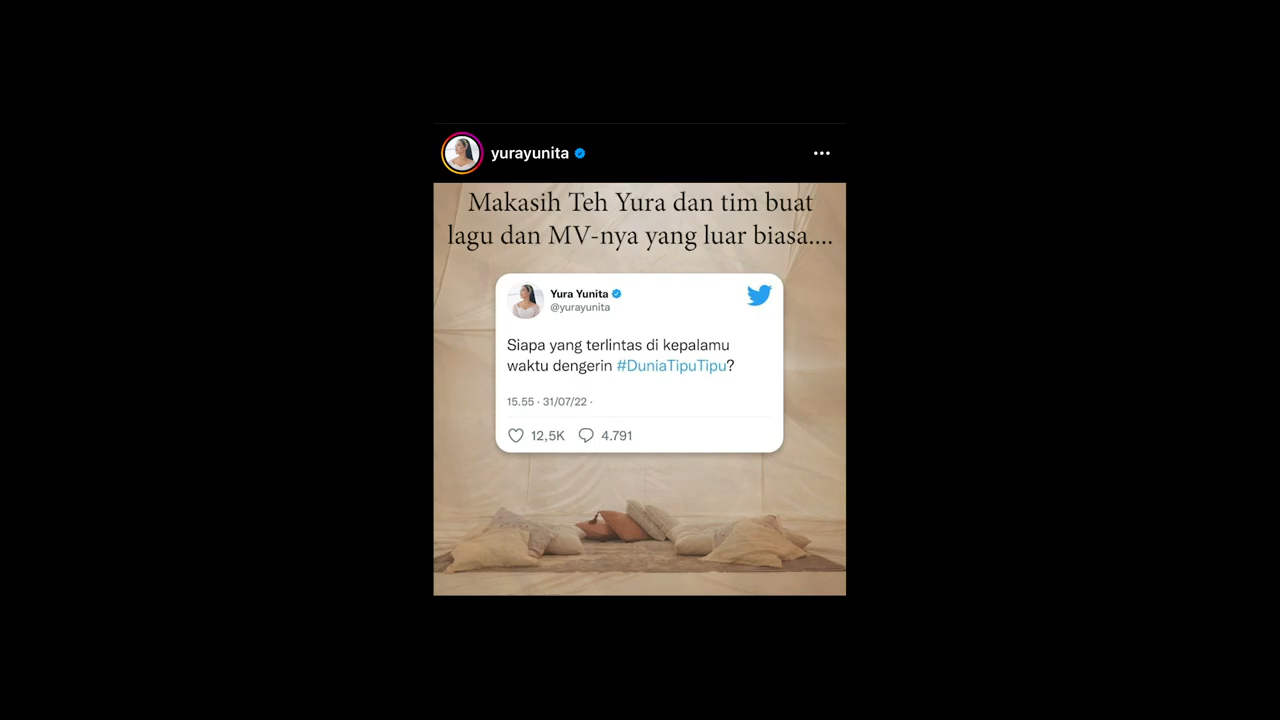 yurayunita
Makasih Teh Yura dan tim buat
lagu dan MV-nya yang luar biasa....
Yura Yunita
@yurayunita
Siapa yang terlintas di kepalamu
waktu dengerin #DuniaTipuTipu?
15.55 · 31/07/22 ·
12,5K 4.791